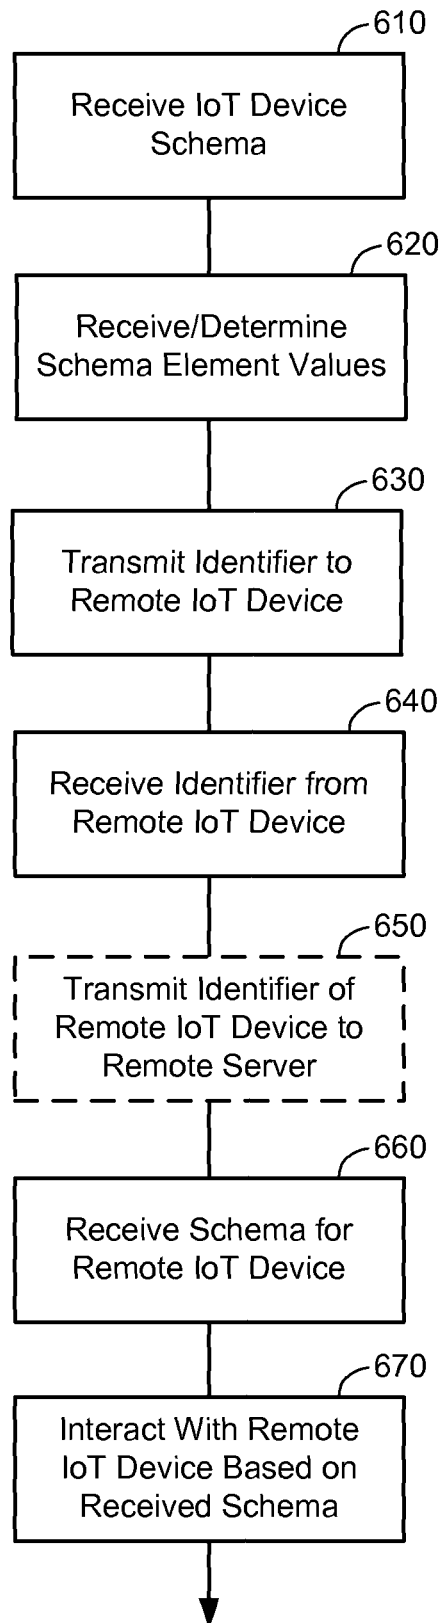 610
Receive IoT Device
Schema
620
Receive/Determine
Schema Element Values
630
Transmit Identifier to
Remote IoT Device
640
Receive Identifier from
Remote IoT Device
650
Transmit Identifier of
Remote IoT Device to
Remote Server
660
Receive Schema for
Remote IoT Device
670
Interact With Remote
IoT Device Based on
Received Schema